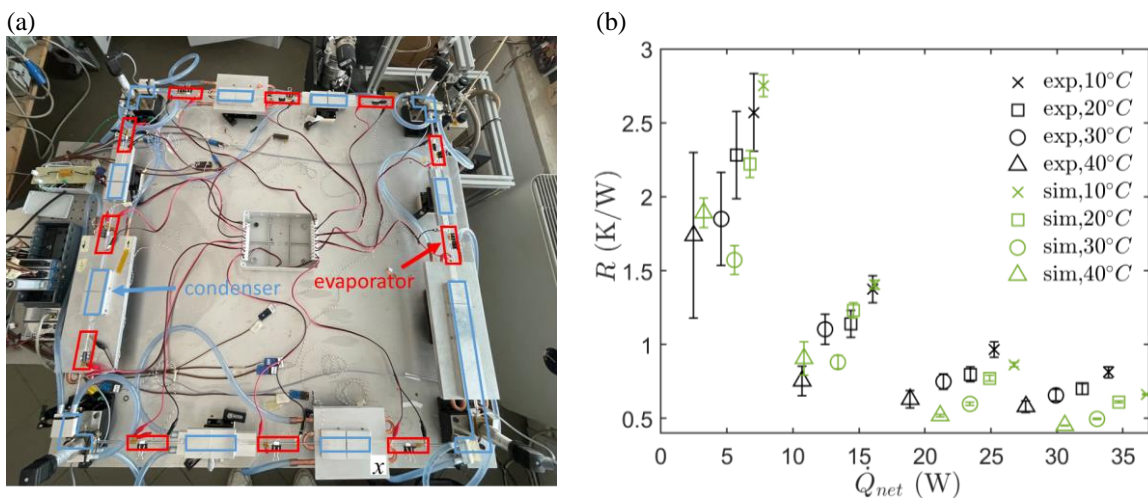 (a)
condenser
evaporator
x
(b)
3
2.5
2
1.5
1
0.5
R (K/W)
0 5 10 15 20 25 30 35
Q̇net (W)
exp,10°C
exp,20°C
exp,30°C
exp,40°C
sim,10°C
sim,20°C
sim,30°C
sim,40°C